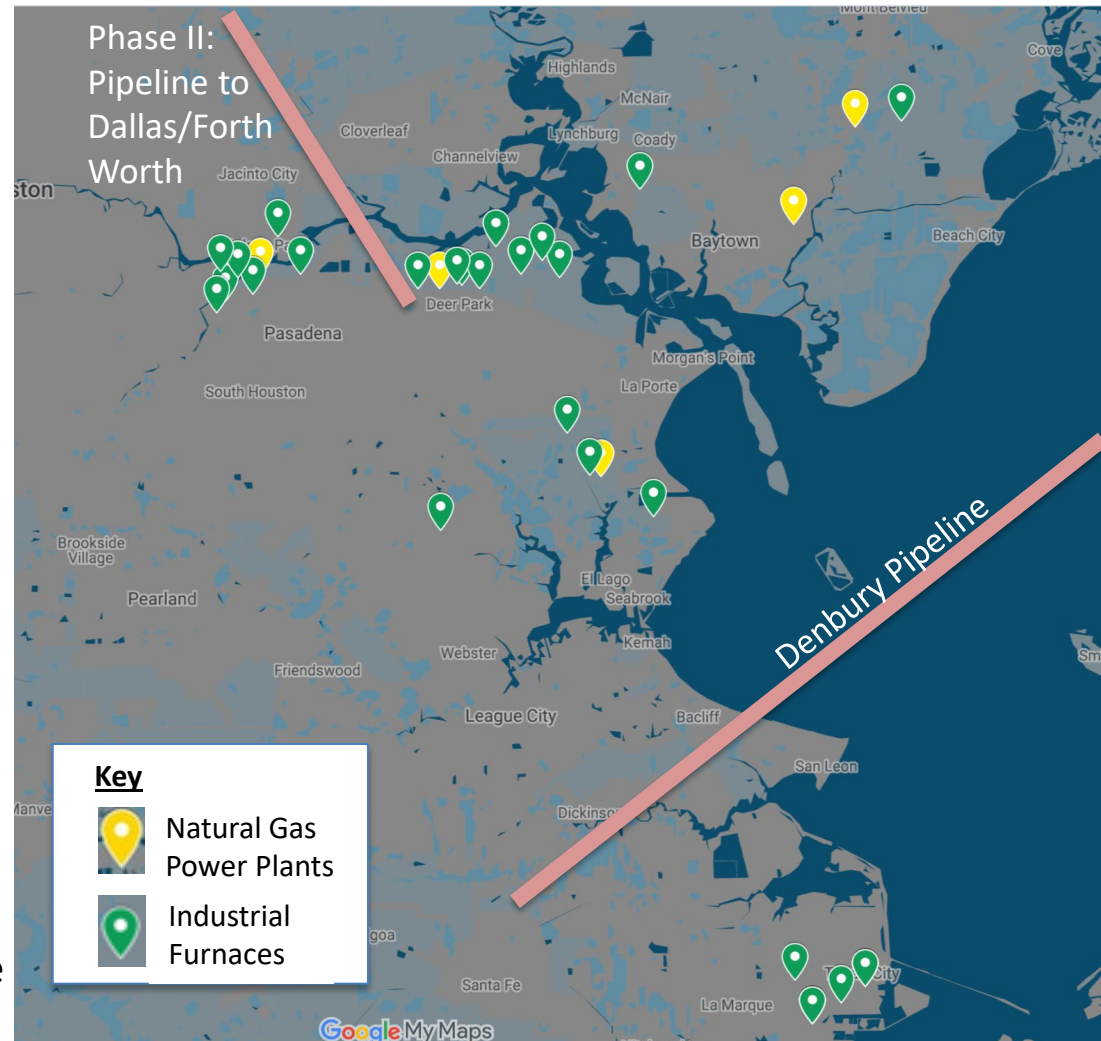 Phase II:
Pipeline to
Dallas/Forth
Worth
Mont Belvieu
Cove
Highlands
McNair
Cloverleaf
Lynchburg
Coady
Channelview
Jacinto City
ston
Baytown
Beach City
Deer Park
Pasadena
Morgan's Point
La Porte
South Houston
Denbury Pipeline
Brookside
Village
El Lago
Seabrook
Pearland
Kemah
Webster
Sm
Friendswood
League City
Bacliff
San Leon
Key
Manve
Dickinso
Natural Gas
Power Plants
Industrial
Furnaces
goa
e
City
Santa Fe
La Marque
Google My Maps